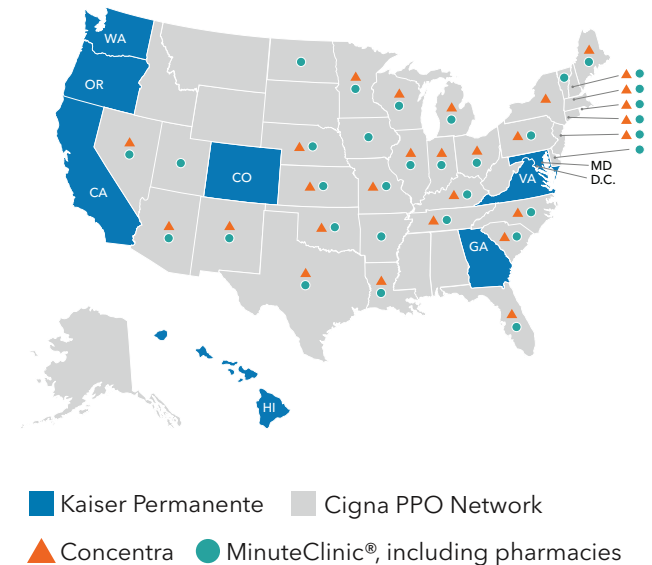 WA
OR
CA
CO
MD
D.C.
VA
GA
HI
Kaiser Permanente
Cigna PPO Network
Concentra
MinuteClinic®, including pharmacies